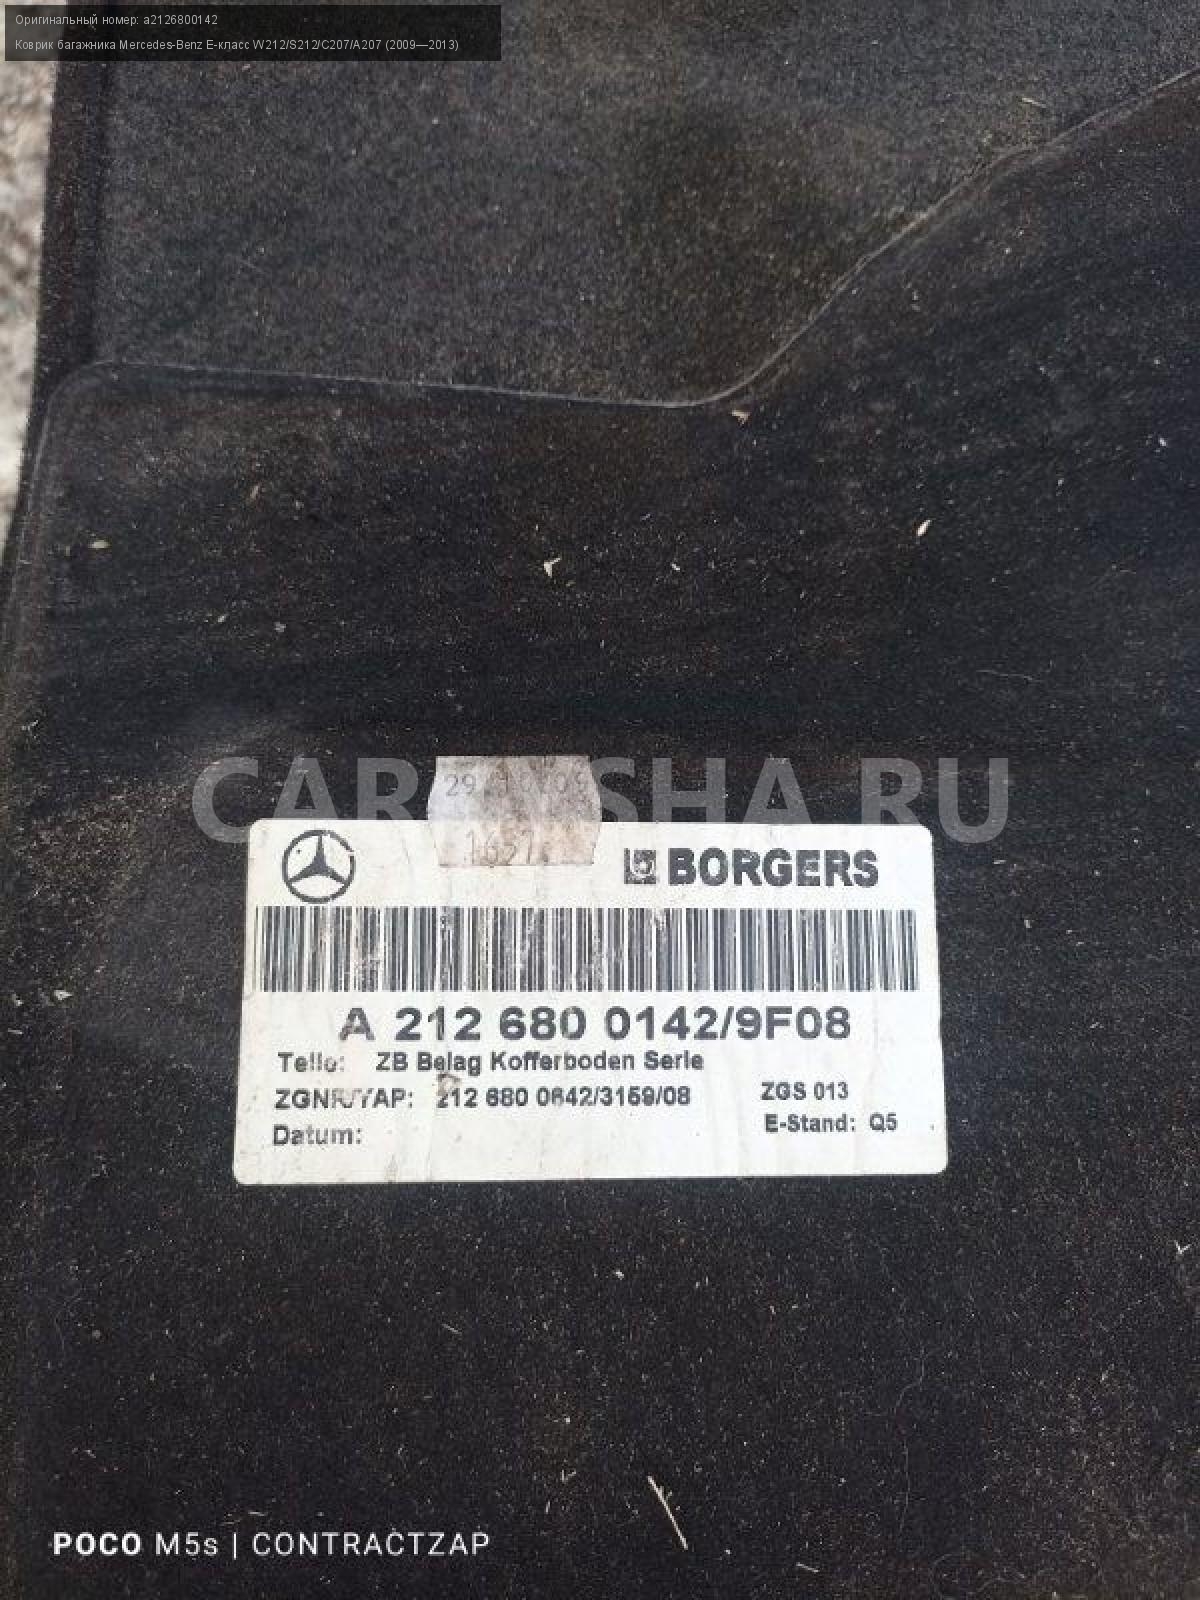 Оригинальный номер: a2126800142
Коврик багажника Mercedes-Benz E-класс W212/S212/C207/A207 (2009—2013)
29
BORGERS
A 212 680 0142/9F08
Teile: ZB Belag Kofferboden Serie
ZGNR/YAP: 212 680 0642/3159/08
ZGS 013
Datum:
E-Stand: Q5
POCO M5s | CONTRACTZAP